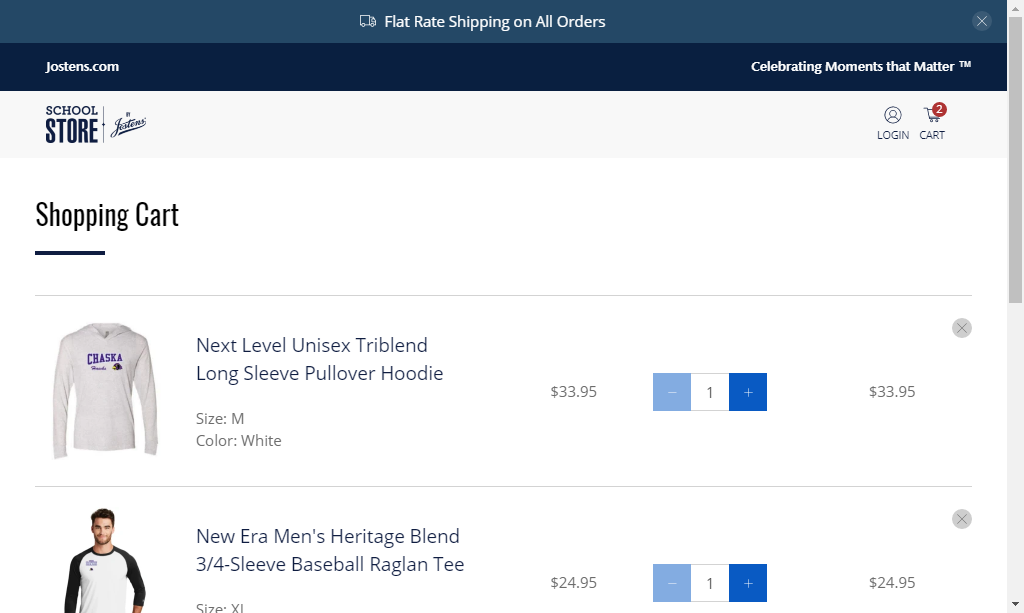 Flat Rate Shipping on All Orders
Jostens.com
Celebrating Moments that Matter ™
SCHOOL
STORE
BY
Jostens
LOGIN
2
CART
Shopping Cart
CHASKA
Hawks
Next Level Unisex Triblend
Long Sleeve Pullover Hoodie
Size: M
Color: White
$33.95
− 1 +
$33.95
New Era Men's Heritage Blend
3/4-Sleeve Baseball Raglan Tee
Size: XL
$24.95
− 1 +
$24.95